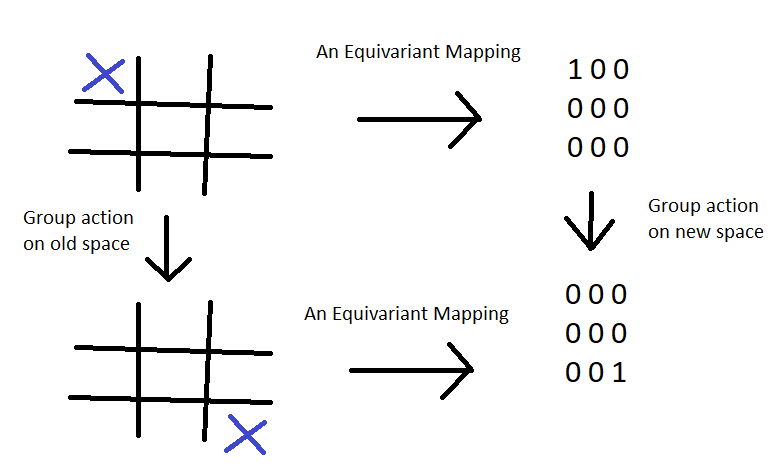 An Equivariant Mapping
1 0 0
0 0 0
0 0 0
Group action
on old space
Group action
on new space
An Equivariant Mapping
0 0 0
0 0 0
0 0 1